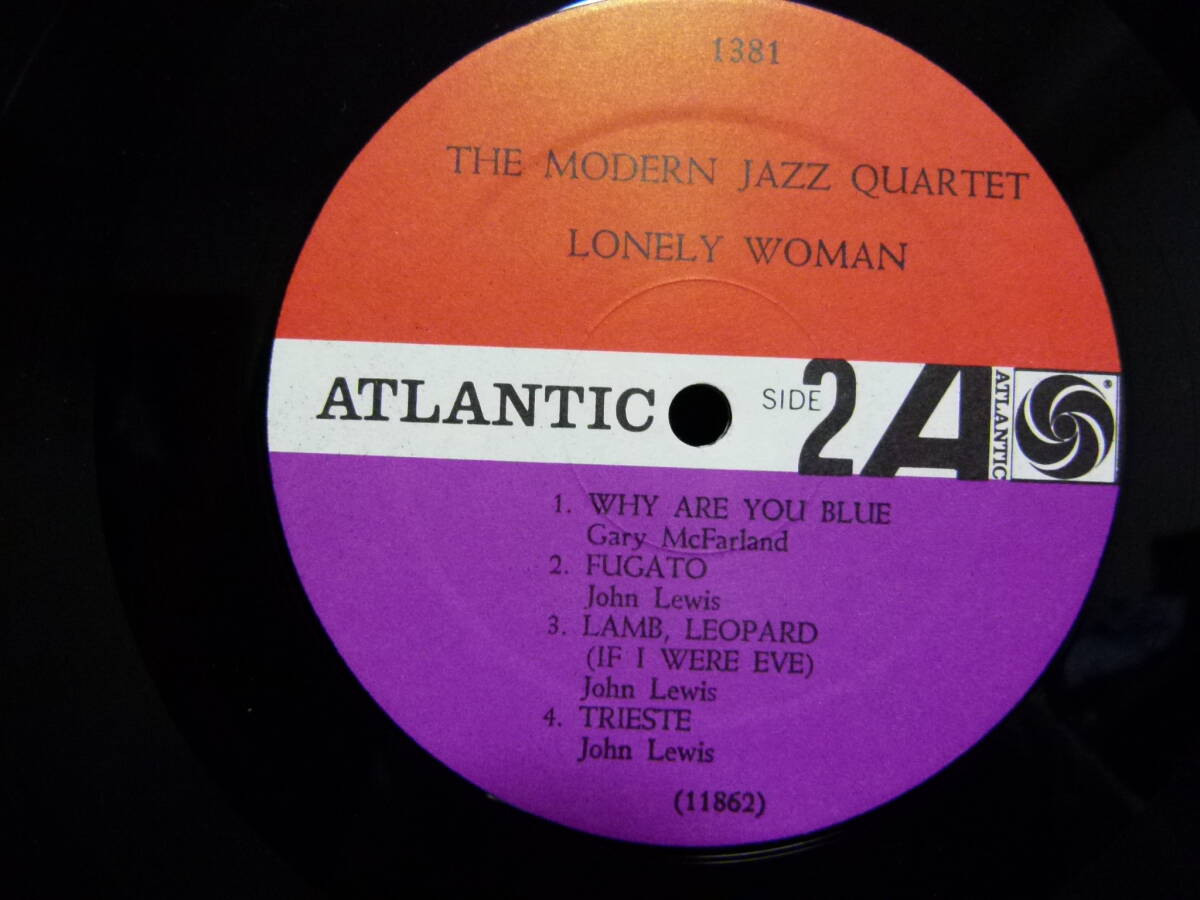 1381
THE MODERN JAZZ QUARTET
LONELY WOMAN
ATLANTIC SIDE 2 A ATLANTIC ®
1. WHY ARE YOU BLUE
Gary McFarland
2. FUGATO
John Lewis
3. LAMB, LEOPARD
(IF I WERE EVE)
John Lewis
4. TRIESTE
John Lewis
(11862)